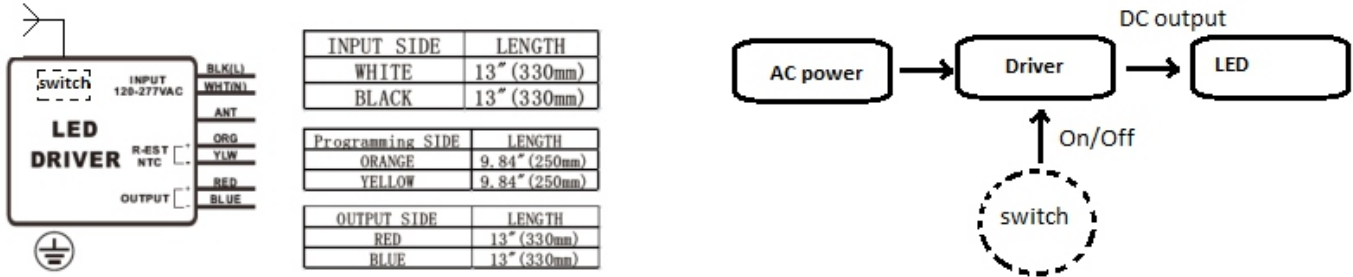 switch
INPUT
120-277VAC
LED
DRIVER
R-EST
NTC
+
-
OUTPUT
+
-
BLK(L)
WHT(N)
ANT
ORG
YLW
RED
BLUE
INPUT SIDE LENGTH
WHITE 13″(330mm)
BLACK 13″(330mm)
Programming SIDE LENGTH
ORANGE 9.84″(250mm)
YELLOW 9.84″(250mm)
OUTPUT SIDE LENGTH
RED 13″(330mm)
BLUE 13″(330mm)
DC output
AC power
Driver
LED
On/Off
switch